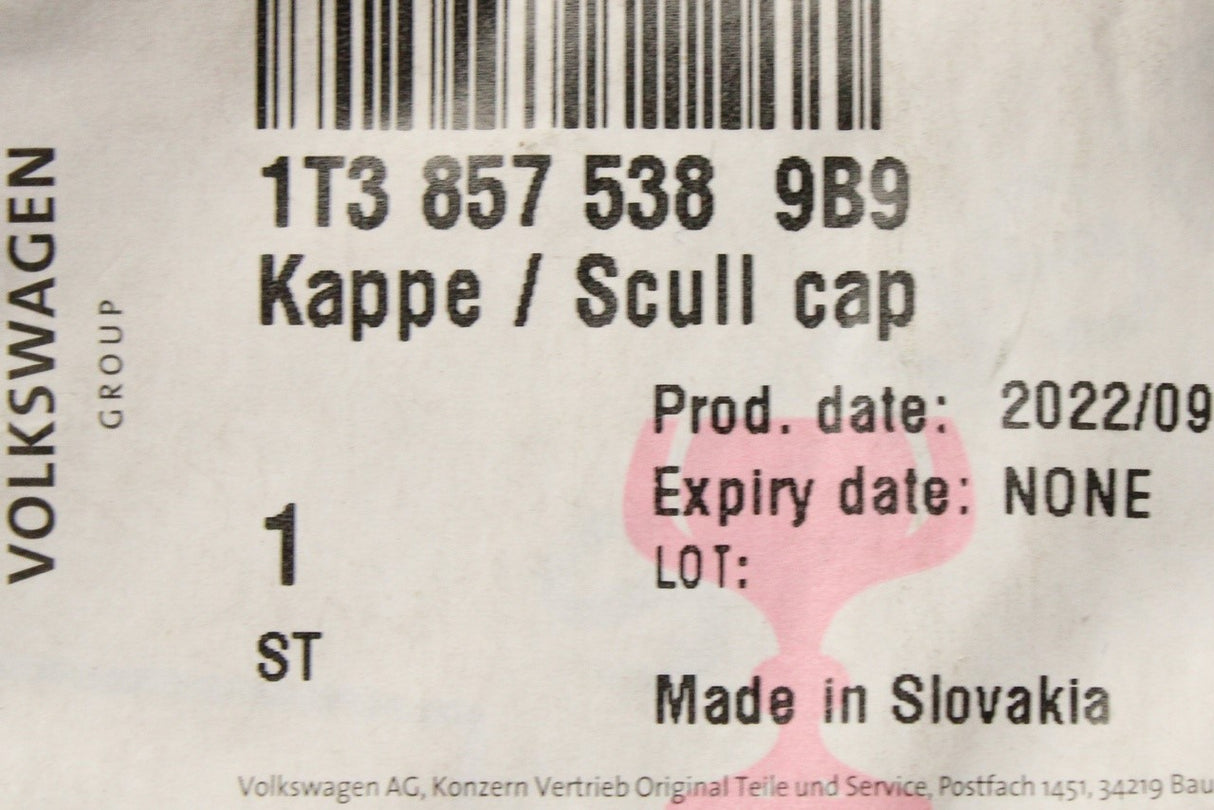 VOLKSWAGEN
GROUP
1T3 857 538 9B9
Kappe / Scull cap
Prod. date: 2022/09
Expiry date: NONE
LOT:
1
ST
Made in Slovakia
Volkswagen AG, Konzern Vertrieb Original Teile und Service, Postfach 1451, 34219 Bau